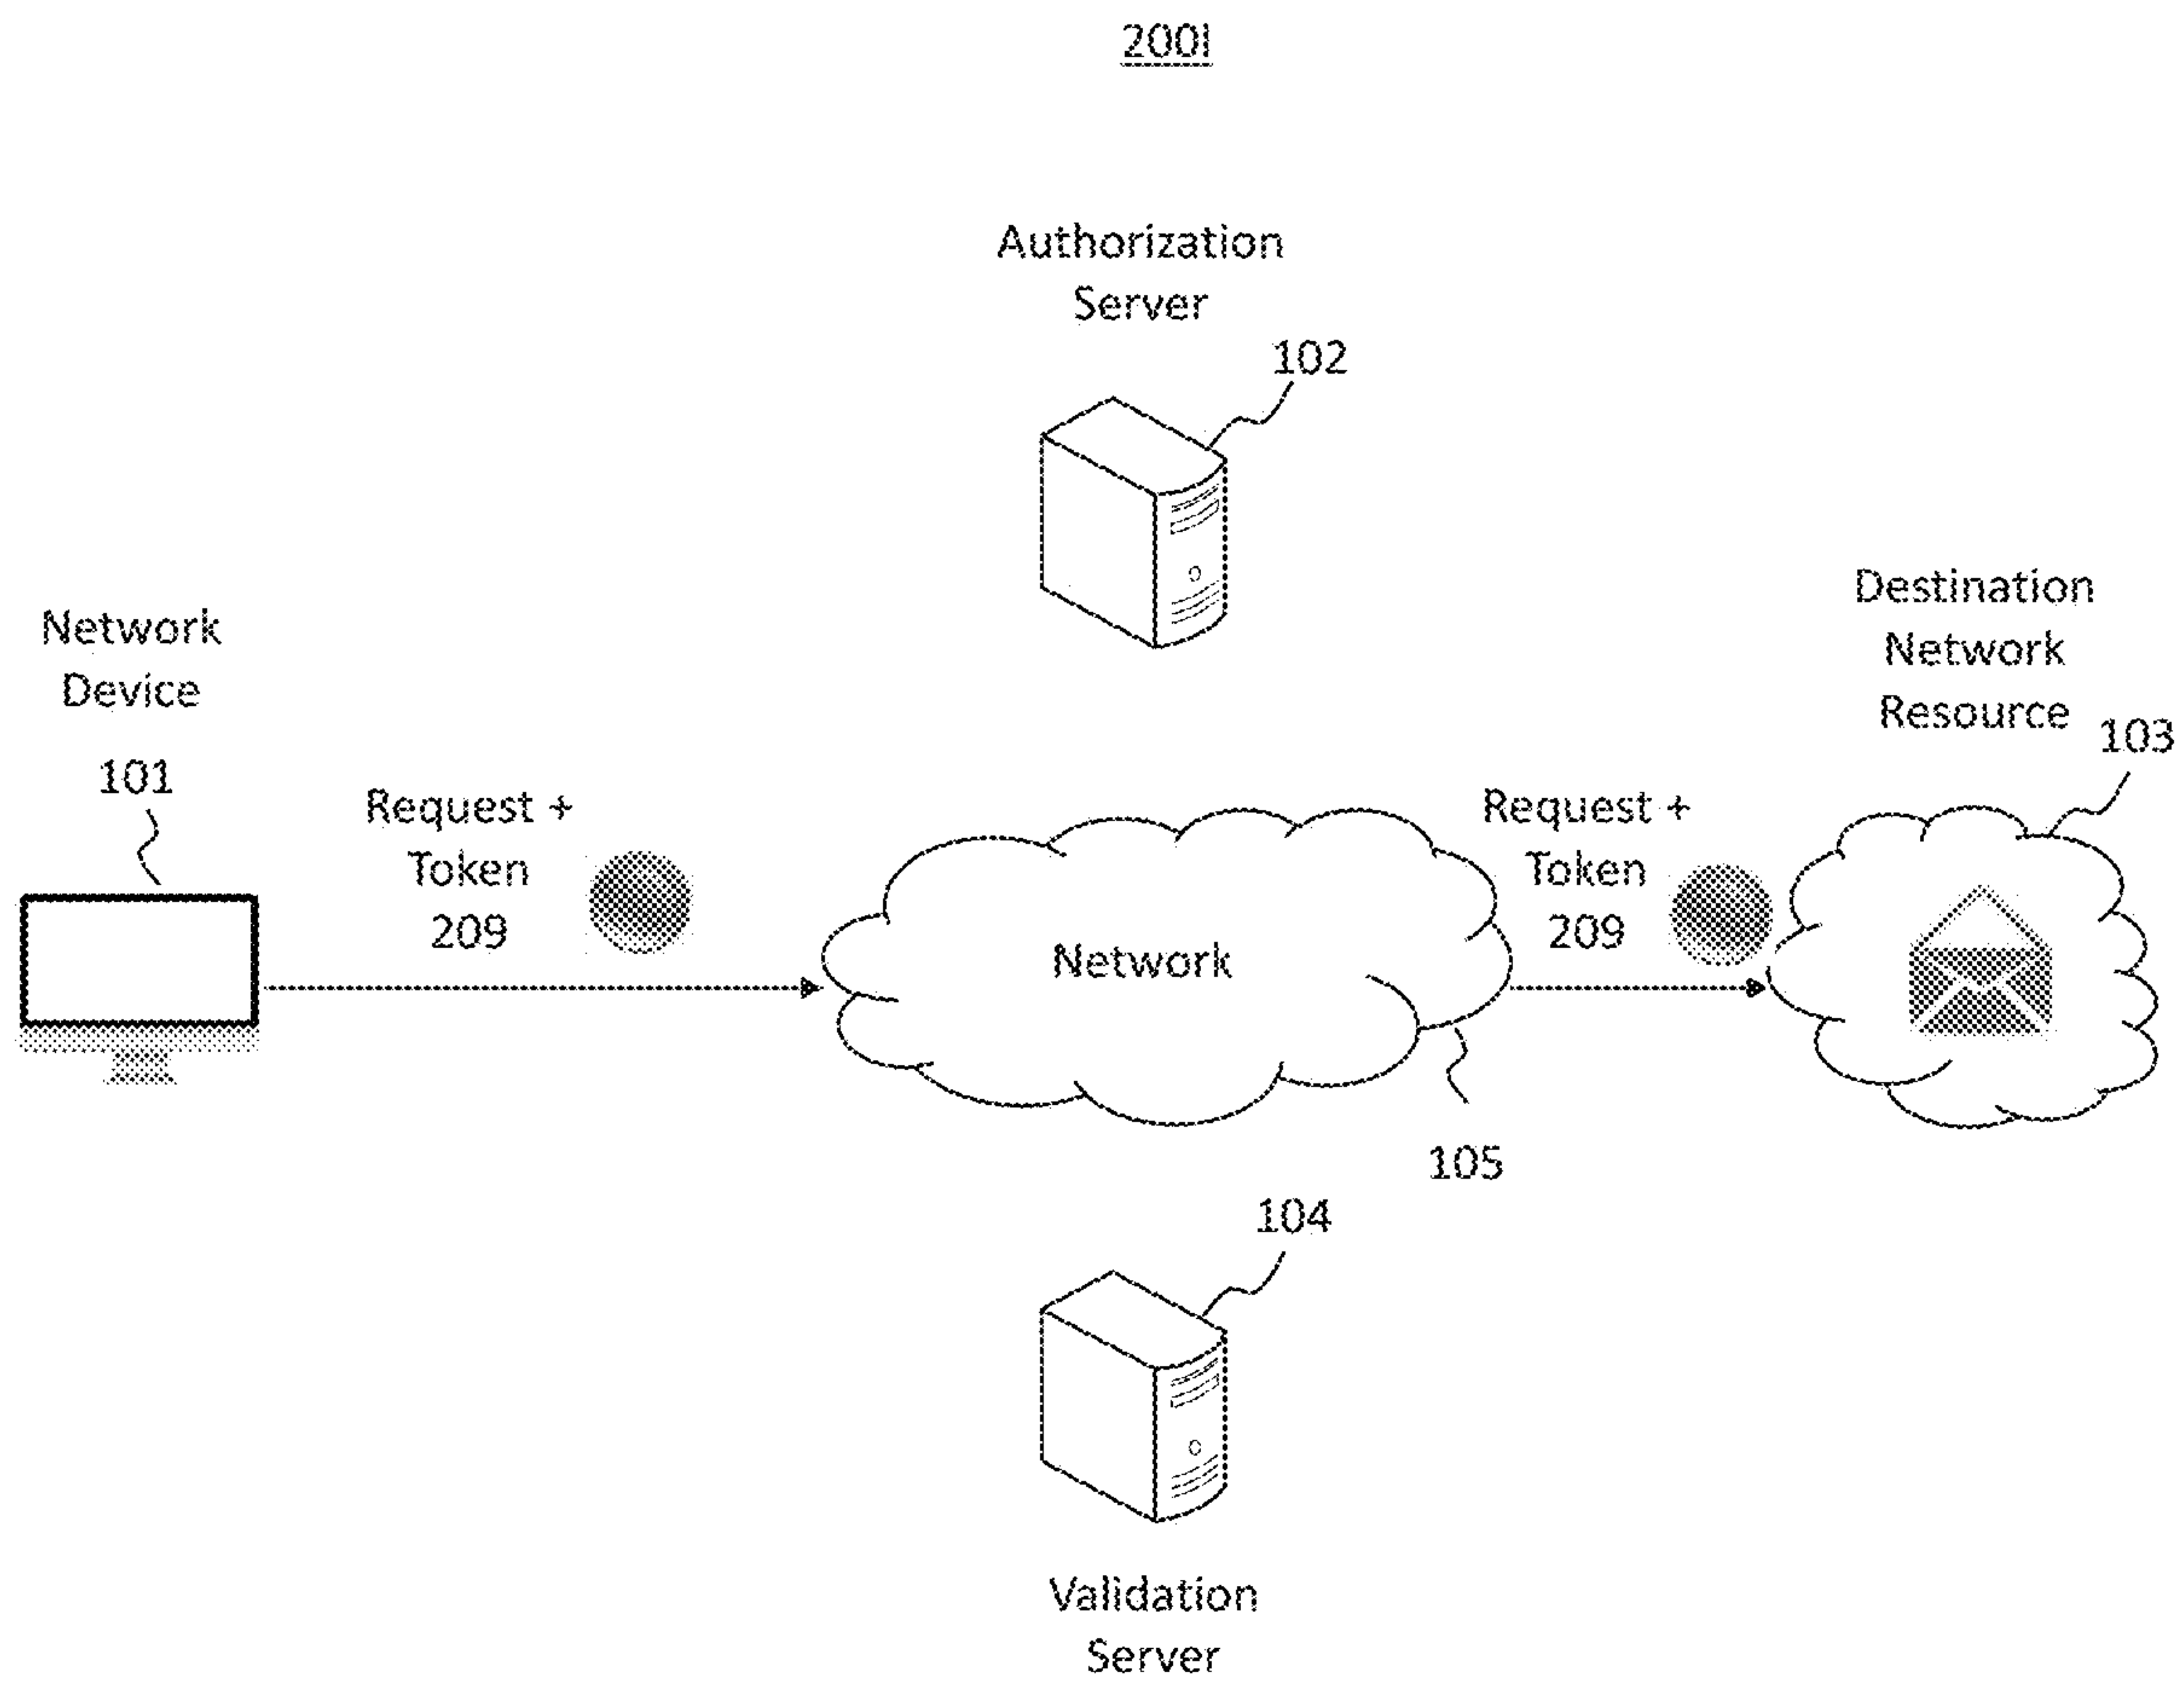 200I
Authorization
Server
102
Network
Device
101
Request +
Token
209
Network
105
Request +
Token
209
Destination
Network
Resource
103
104
Validation
Server